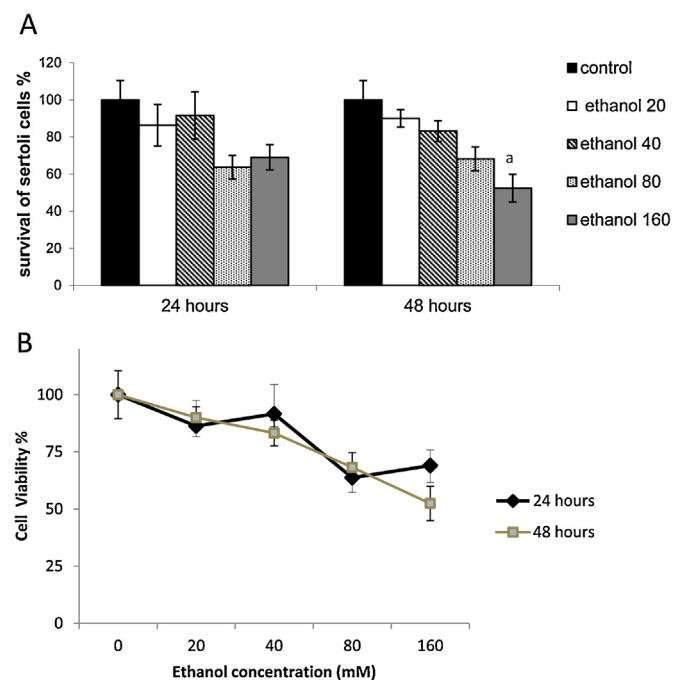 A
survival of sertoli cells %
120
100
80
60
40
20
0
a
24 hours
48 hours
control
ethanol 20
ethanol 40
ethanol 80
ethanol 160
B
Cell Viability %
100
75
50
25
0
0 20 40 80 160
Ethanol concentration (mM)
24 hours
48 hours